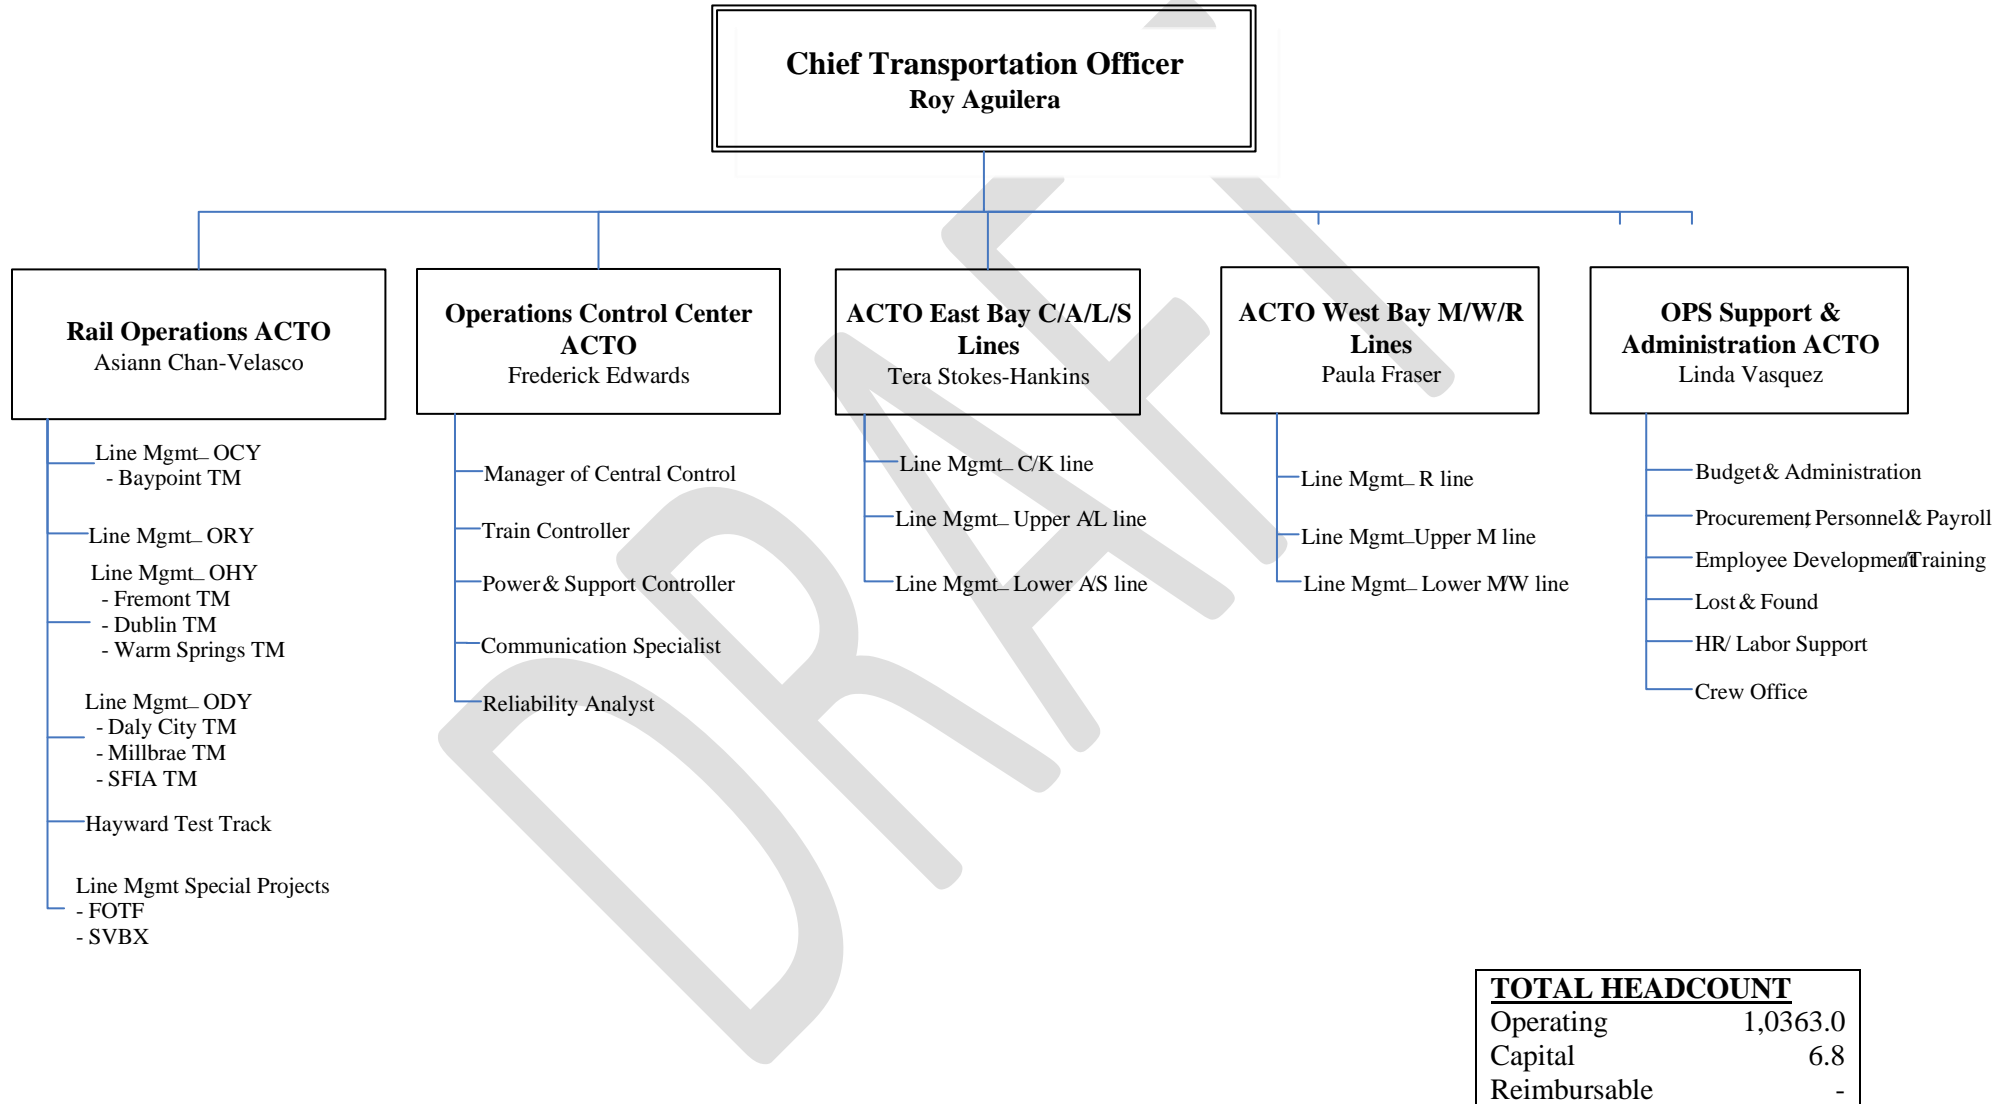 Chief Transportation Officer
Roy Aguilera
Rail Operations ACTO
Asiann Chan-Velasco
Line Mgmt– OCY
- Baypoint TM
Line Mgmt– ORY
Line Mgmt– OHY
- Fremont TM
- Dublin TM
- Warm Springs TM
Line Mgmt– ODY
- Daly City TM
- Millbrae TM
- SFIA TM
Hayward Test Track
Line Mgmt Special Projects
- FOTF
- SVBX
Operations Control Center
ACTO
Frederick Edwards
Manager of Central Control
Train Controller
Power & Support Controller
Communication Specialist
Reliability Analyst
ACTO East Bay C/A/L/S
Lines
Tera Stokes-Hankins
Line Mgmt– C/K line
Line Mgmt– Upper A/L line
Line Mgmt– Lower A/S line
ACTO West Bay M/W/R
Lines
Paula Fraser
Line Mgmt– R line
Line Mgmt–Upper M line
Line Mgmt– Lower M/W line
OPS Support &
Administration ACTO
Linda Vasquez
Budget & Administration
Procurement, Personnel & Payroll
Employee Development/Training
Lost & Found
HR/ Labor Support
Crew Office
TOTAL HEADCOUNT
Operating 1,0363.0
Capital 6.8
Reimbursable -
DRAFT